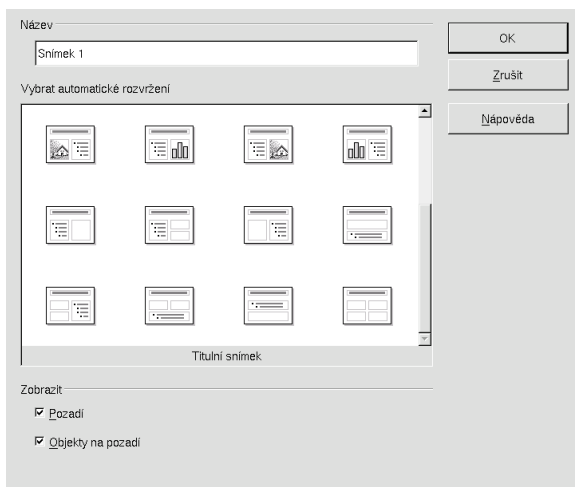 Název
Snímek 1
Vybrat automatické rozvržení
Titulní snímek
Zobrazit
Pozadí
Objekty na pozadí
OK
Zrušit
Nápověda